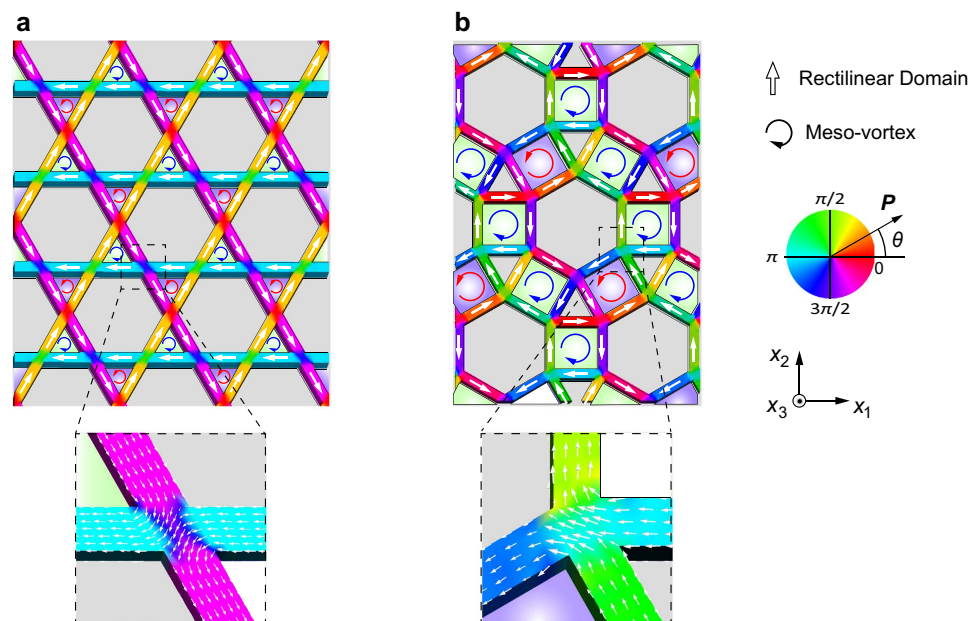 a
b
Rectilinear Domain
Meso-vortex
π/2
P
π
θ
0
3π/2
x2
x3
x1